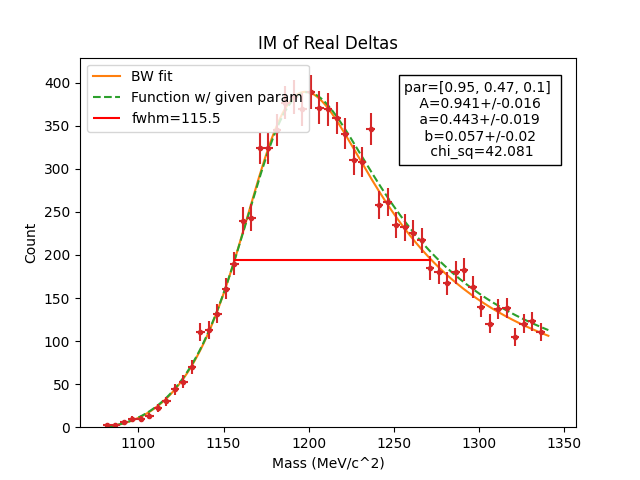 IM of Real Deltas
BW fit
Function w/ given param
fwhm=115.5
par=[0.95, 0.47, 0.1]
A=0.941+/-0.016
a=0.443+/-0.019
b=0.057+/-0.02
chi_sq=42.081
Count
400
350
300
250
200
150
100
50
0
1100
1150
1200
1250
1300
1350
Mass (MeV/c^2)